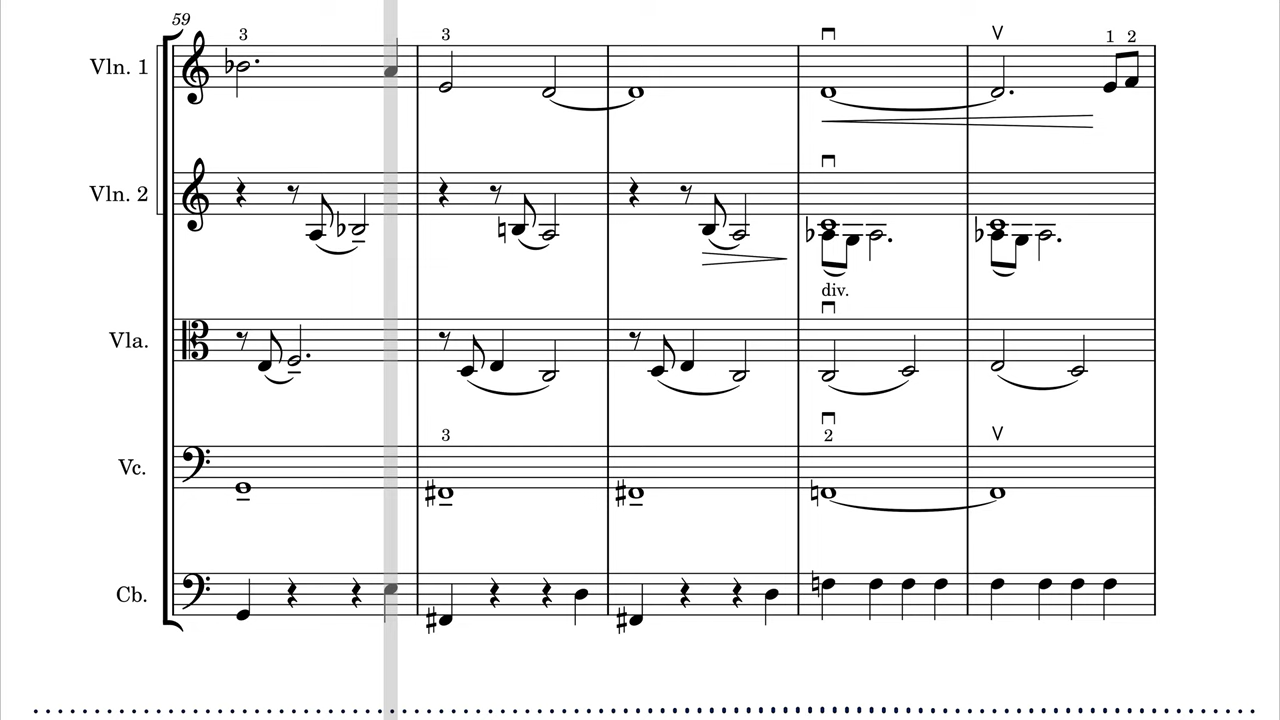 59
3 3
Vln. 1
1 2
Vln. 2
div.
Vla.
3 2
Vc.
Cb.